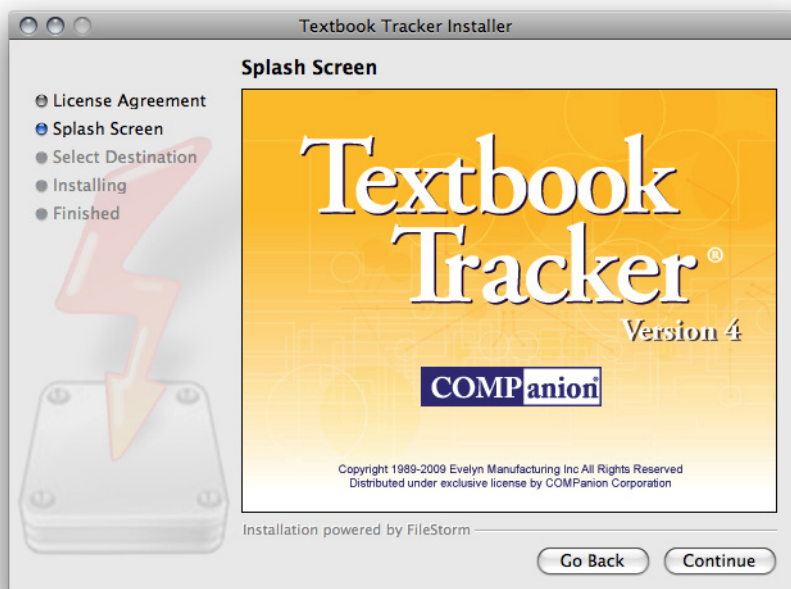 Textbook Tracker Installer
Splash Screen
License Agreement
Splash Screen
Select Destination
Installing
Finished
Textbook
Tracker®
Version 4
COMPanion®
Copyright 1989-2009 Evelyn Manufacturing Inc All Rights Reserved
Distributed under exclusive license by COMPanion Corporation
Installation powered by FileStorm
Go Back
Continue